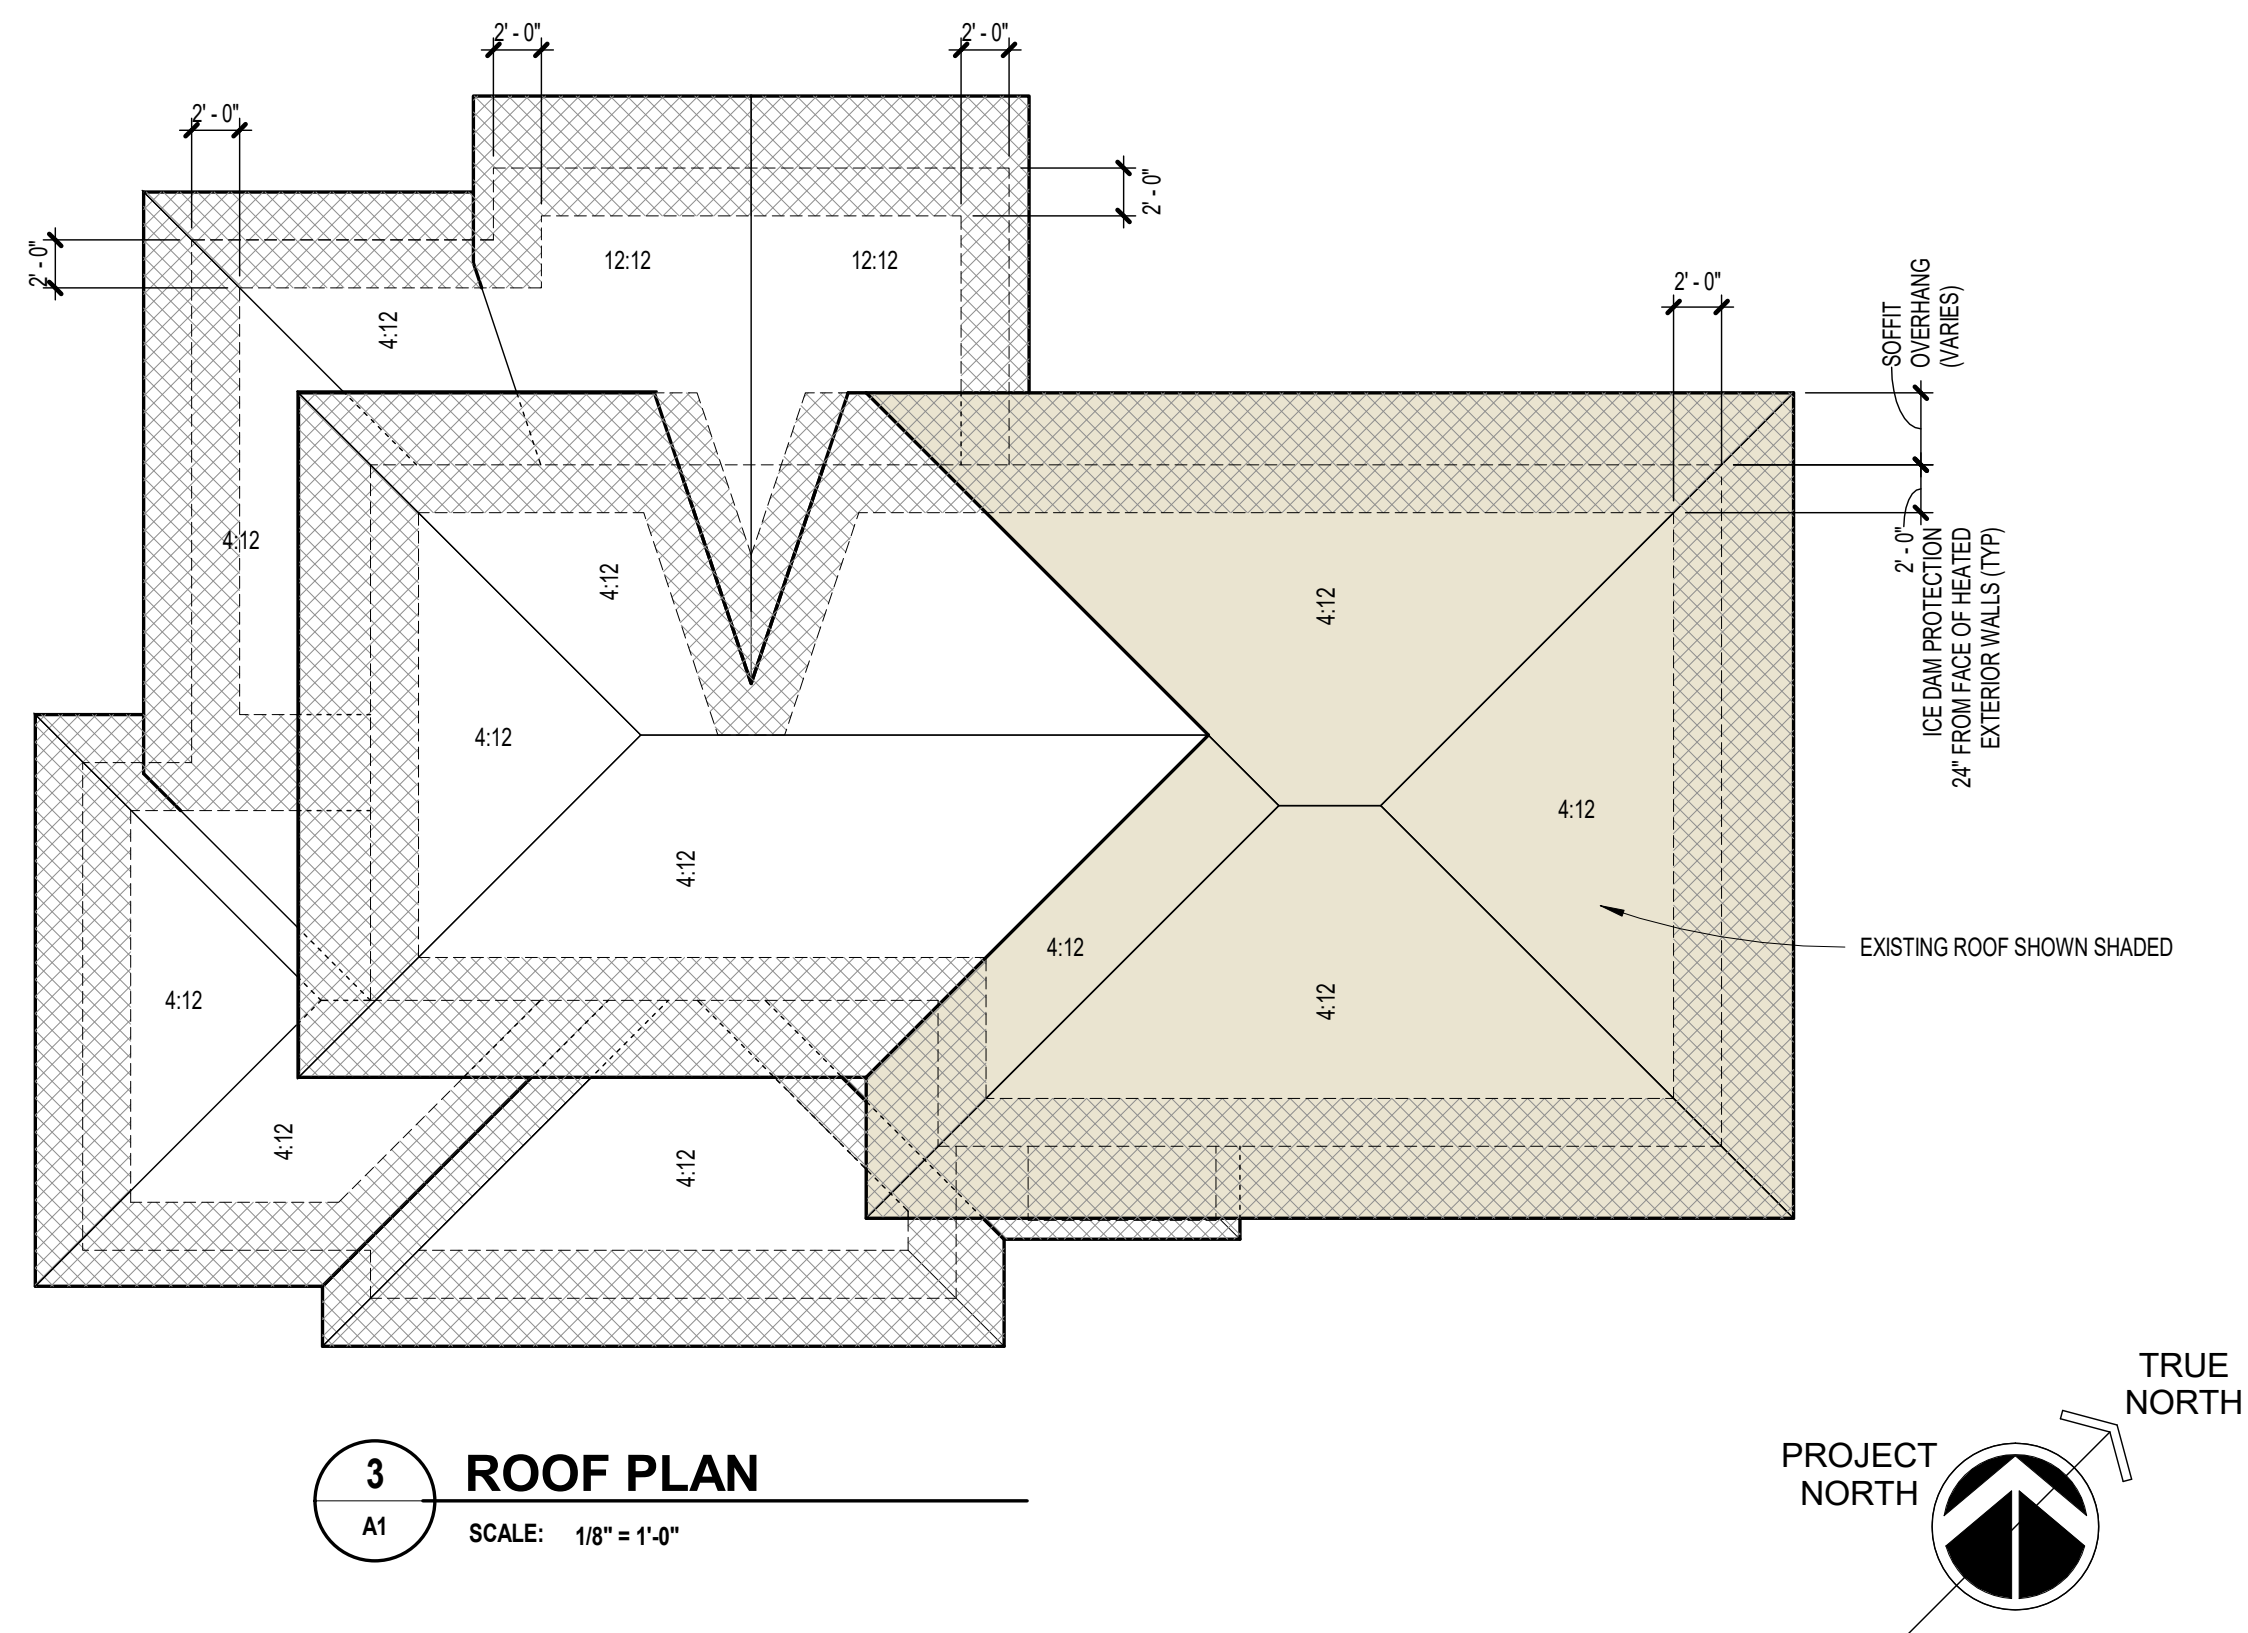 2' - 0"
2' - 0"
2' - 0"
2' - 0"
2' - 0"
12:12
12:12
2' - 0"
SOFFIT
OVERHANG
(VARIES)
4:12
4:12
4:12
4:12
2' - 0"
ICE DAM PROTECTION
24" FROM FACE OF HEATED
EXTERIOR WALLS (TYP)
4:12
4:12
4:12
4:12
EXISTING ROOF SHOWN SHADED
4:12
4:12
4:12
4:12
TRUE
NORTH
PROJECT
NORTH
3
A1
ROOF PLAN
SCALE: 1/8" = 1'-0"